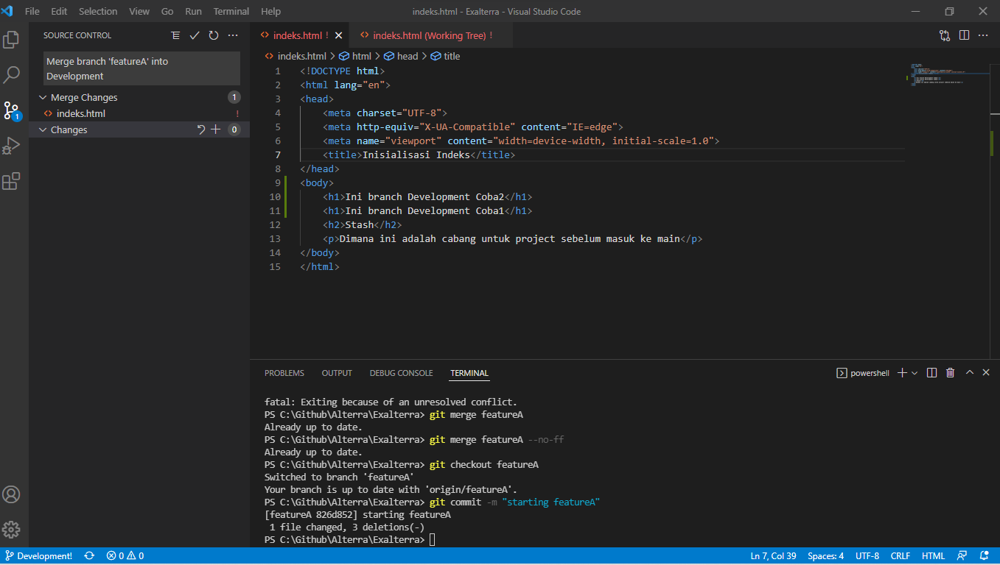 File Edit Selection View Go Run Terminal Help
indeks.html - Exalterra - Visual Studio Code
SOURCE CONTROL
Merge branch 'featureA' into
Development
Merge Changes 1
indeks.html !
Changes 0
1
indeks.html !
indeks.html (Working Tree) !
indeks.html > html > head > title
1 <!DOCTYPE html>
2 <html lang="en">
3 <head>
4 <meta charset="UTF-8">
5 <meta http-equiv="X-UA-Compatible" content="IE=edge">
6 <meta name="viewport" content="width=device-width, initial-scale=1.0">
7 <title>Inisialisasi Indeks</title>
8 </head>
9 <body>
10 <h1>Ini branch Development Coba2</h1>
11 <h1>Ini branch Development Coba1</h1>
12 <h2>Stash</h2>
13 <p>Dimana ini adalah cabang untuk project sebelum masuk ke main</p>
14 </body>
15 </html>
PROBLEMS OUTPUT DEBUG CONSOLE TERMINAL
powershell
fatal: Exiting because of an unresolved conflict.
PS C:\Github\Alterra\Exalterra> git merge featureA
Already up to date.
PS C:\Github\Alterra\Exalterra> git merge featureA --no-ff
Already up to date.
PS C:\Github\Alterra\Exalterra> git checkout featureA
Switched to branch 'featureA'
Your branch is up to date with 'origin/featureA'.
PS C:\Github\Alterra\Exalterra> git commit -m "starting featureA"
[featureA 826d852] starting featureA
1 file changed, 3 deletions(-)
PS C:\Github\Alterra\Exalterra>
Development! 0 0
Ln 7, Col 39 Spaces: 4 UTF-8 CRLF HTML